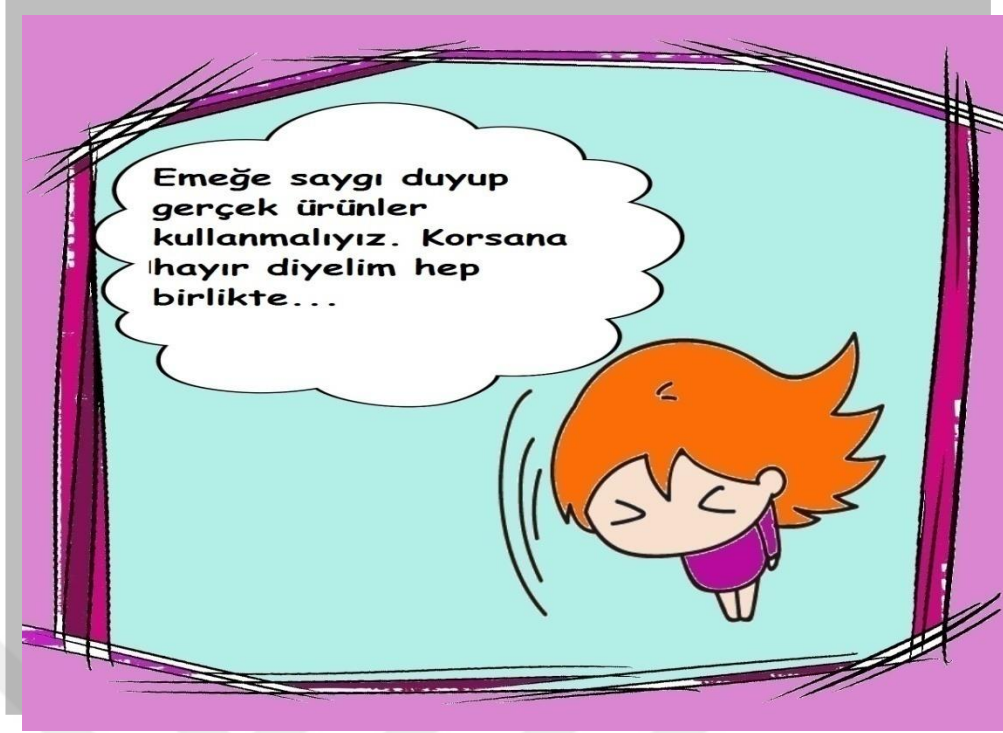 Emeğe saygı duyup
gerçek ürünler
kullanmalıyız. Korsana
hayır diyelim hep
birlikte...